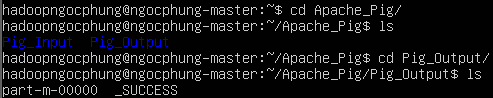 hadoopngocphung@ngocphung-master:~$ cd Apache_Pig/
hadoopngocphung@ngocphung-master:~/Apache_Pig$ ls
Pig_Input  Pig_Output
hadoopngocphung@ngocphung-master:~/Apache_Pig$ cd Pig_Output/
hadoopngocphung@ngocphung-master:~/Apache_Pig/Pig_Output$ ls
part-m-00000  _SUCCESS